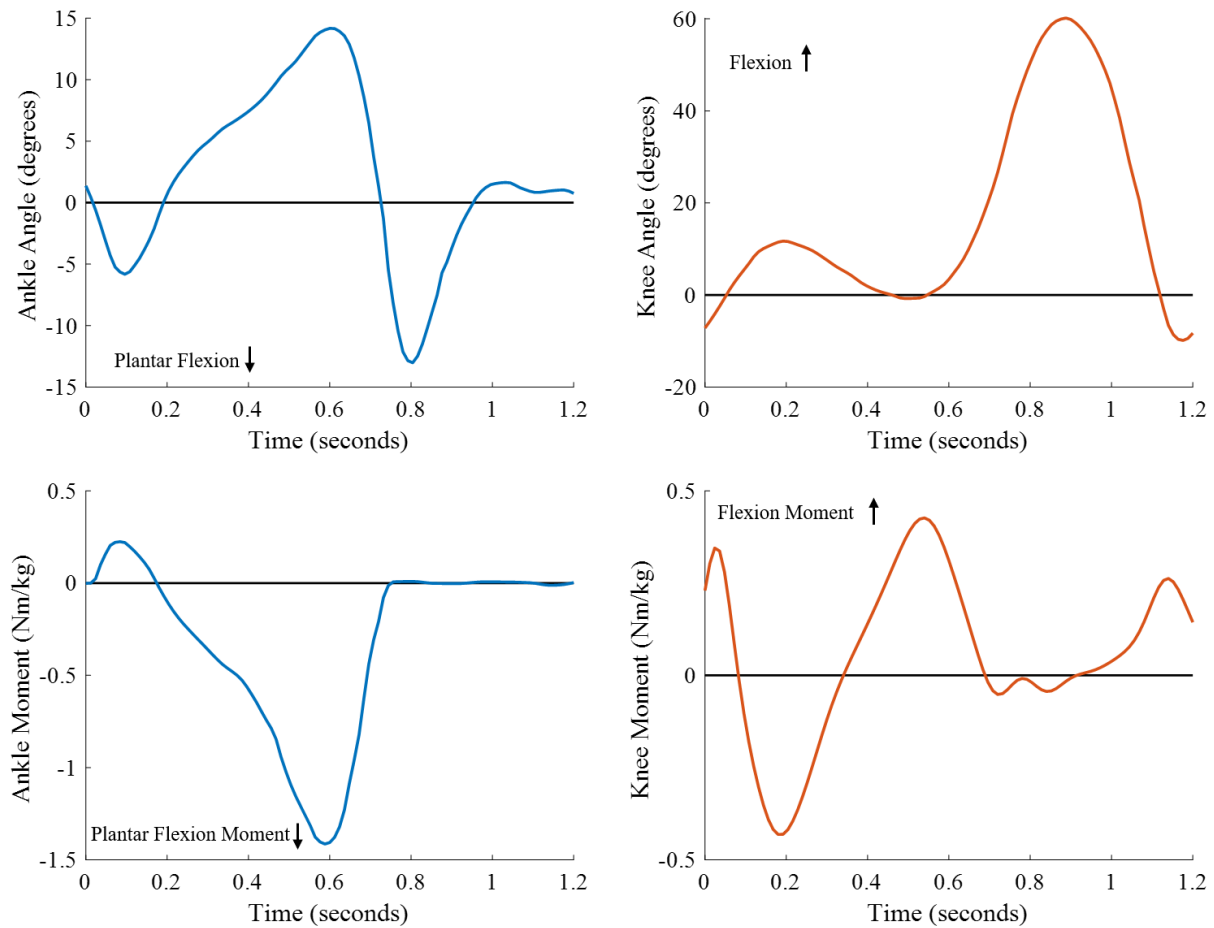 15
10
5
0
-5
-10
-15
Ankle Angle (degrees)
Plantar Flexion
0 0.2 0.4 0.6 0.8 1 1.2
Time (seconds)
60
40
20
0
-20
Knee Angle (degrees)
Flexion
0 0.2 0.4 0.6 0.8 1 1.2
Time (seconds)
0.5
0
-0.5
-1
-1.5
Ankle Moment (Nm/kg)
Plantar Flexion Moment
0 0.2 0.4 0.6 0.8 1 1.2
Time (seconds)
0.5
0
-0.5
Knee Moment (Nm/kg)
Flexion Moment
0 0.2 0.4 0.6 0.8 1 1.2
Time (seconds)